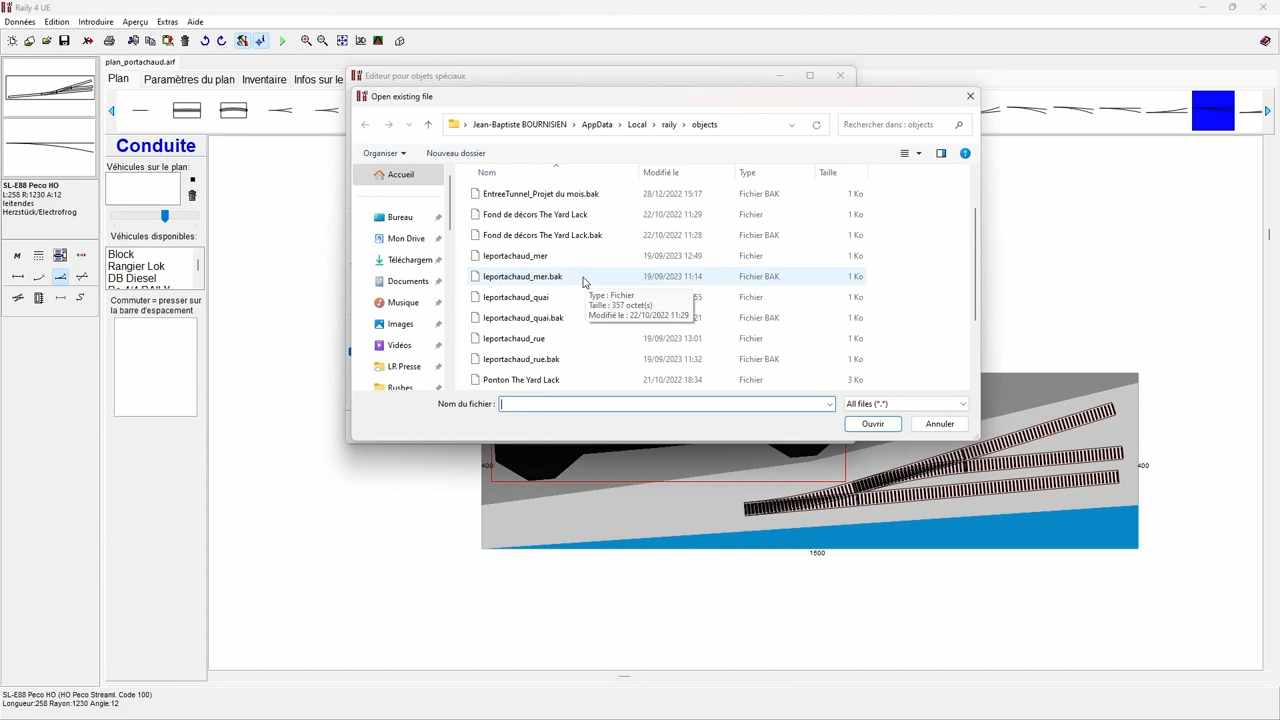 Raily 4 UE
Données Edition Introduire Aperçu Extras Aide
3D
plan_portachaud.arf
Plan Paramètres du plan Inventaire Infos sur le
Conduite
Véhicules sur le plan:
SL-E88 Peco HO
L:258 R:1230 A:12
leitendes
Herzstück/Electrofrog
Véhicules disponibles:
Block
Rangier Lok
DB Diesel
Commuter = presser sur
la barre d'espacement
Editeur pour objets spéciaux
Open existing file
Jean-Baptiste BOURNISIEN > AppData > Local > raily > objects
Rechercher dans : objects
Organiser Nouveau dossier
Accueil
Bureau
Mon Drive
Téléchargem
Documents
Musique
Images
Vidéos
LR Presse
Rushes
Nom Modifié le Type Taille
EntreeTunnel_Projet du mois.bak 28/12/2022 15:17 Fichier BAK 1 Ko
Fond de décors The Yard Lack 22/10/2022 11:29 Fichier 1 Ko
Fond de décors The Yard Lack.bak 22/10/2022 11:28 Fichier BAK 1 Ko
leportachaud_mer 19/09/2023 12:49 Fichier 1 Ko
leportachaud_mer.bak 19/09/2023 11:14 Fichier BAK 1 Ko
leportachaud_quai 55 Fichier 1 Ko
leportachaud_quai.bak 21 Fichier BAK 1 Ko
leportachaud_rue 19/09/2023 13:01 Fichier 1 Ko
leportachaud_rue.bak 19/09/2023 11:32 Fichier BAK 1 Ko
Ponton The Yard Lack 21/10/2022 18:34 Fichier 3 Ko
Type : Fichier
Taille : 357 octet(s)
Modifié le : 22/10/2022 11:29
Nom du fichier : All files (*.*)
Ouvrir Annuler
400 400
1500
SL-E88 Peco HO (HO Peco Streaml. Code 100)
Longueur:258 Rayon:1230 Angle:12